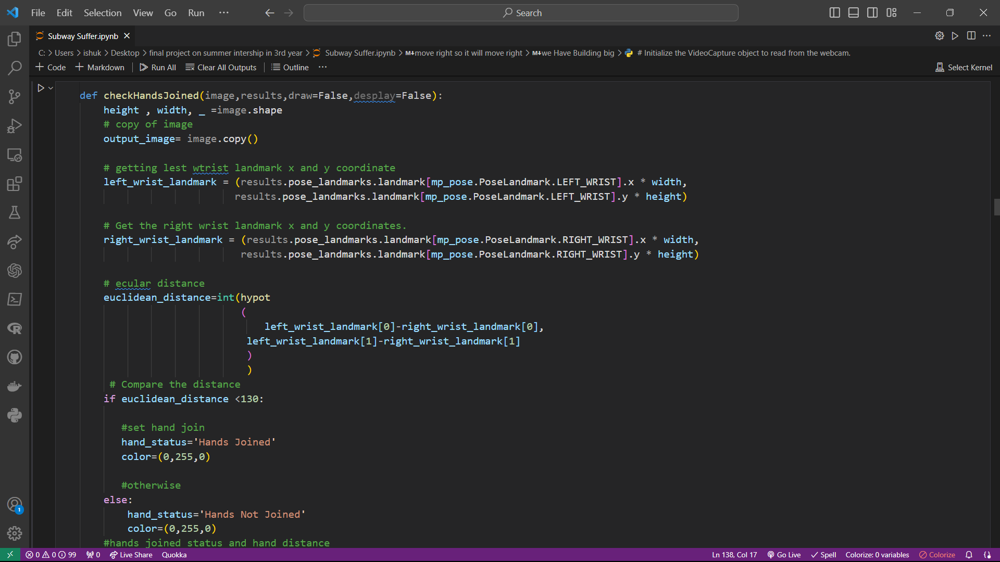 File Edit Selection View Go Run ··· Search
Subway Suffer.ipynb
C: > Users > ishuk > Desktop > final project on summer intership in 3rd year > Subway Suffer.ipynb > M↓move right so it will move right > M↓we Have Building big > # Initialize the VideoCapture object to read from the webcam.
+ Code + Markdown Run All Clear All Outputs Outline ··· Select Kernel
def checkHandsJoined(image,results,draw=False,desplay=False):
height , width, _ =image.shape
# copy of image
output_image= image.copy()
# getting lest wtrist landmark x and y coordinate
left_wrist_landmark = (results.pose_landmarks.landmark[mp_pose.PoseLandmark.LEFT_WRIST].x * width,
results.pose_landmarks.landmark[mp_pose.PoseLandmark.LEFT_WRIST].y * height)
# Get the right wrist landmark x and y coordinates.
right_wrist_landmark = (results.pose_landmarks.landmark[mp_pose.PoseLandmark.RIGHT_WRIST].x * width,
results.pose_landmarks.landmark[mp_pose.PoseLandmark.RIGHT_WRIST].y * height)
# ecular distance
euclidean_distance=int(hypot
(
left_wrist_landmark[0]-right_wrist_landmark[0],
left_wrist_landmark[1]-right_wrist_landmark[1]
)
)
# Compare the distance
if euclidean_distance <130:
#set hand join
hand_status='Hands Joined'
color=(0,255,0)
#otherwise
else:
hand_status='Hands Not Joined'
color=(0,255,0)
#hands joined status and hand distance
1
0 0 99 0 Live Share Quokka Ln 138, Col 17 Go Live Spell Colorize: 0 variables Colorize